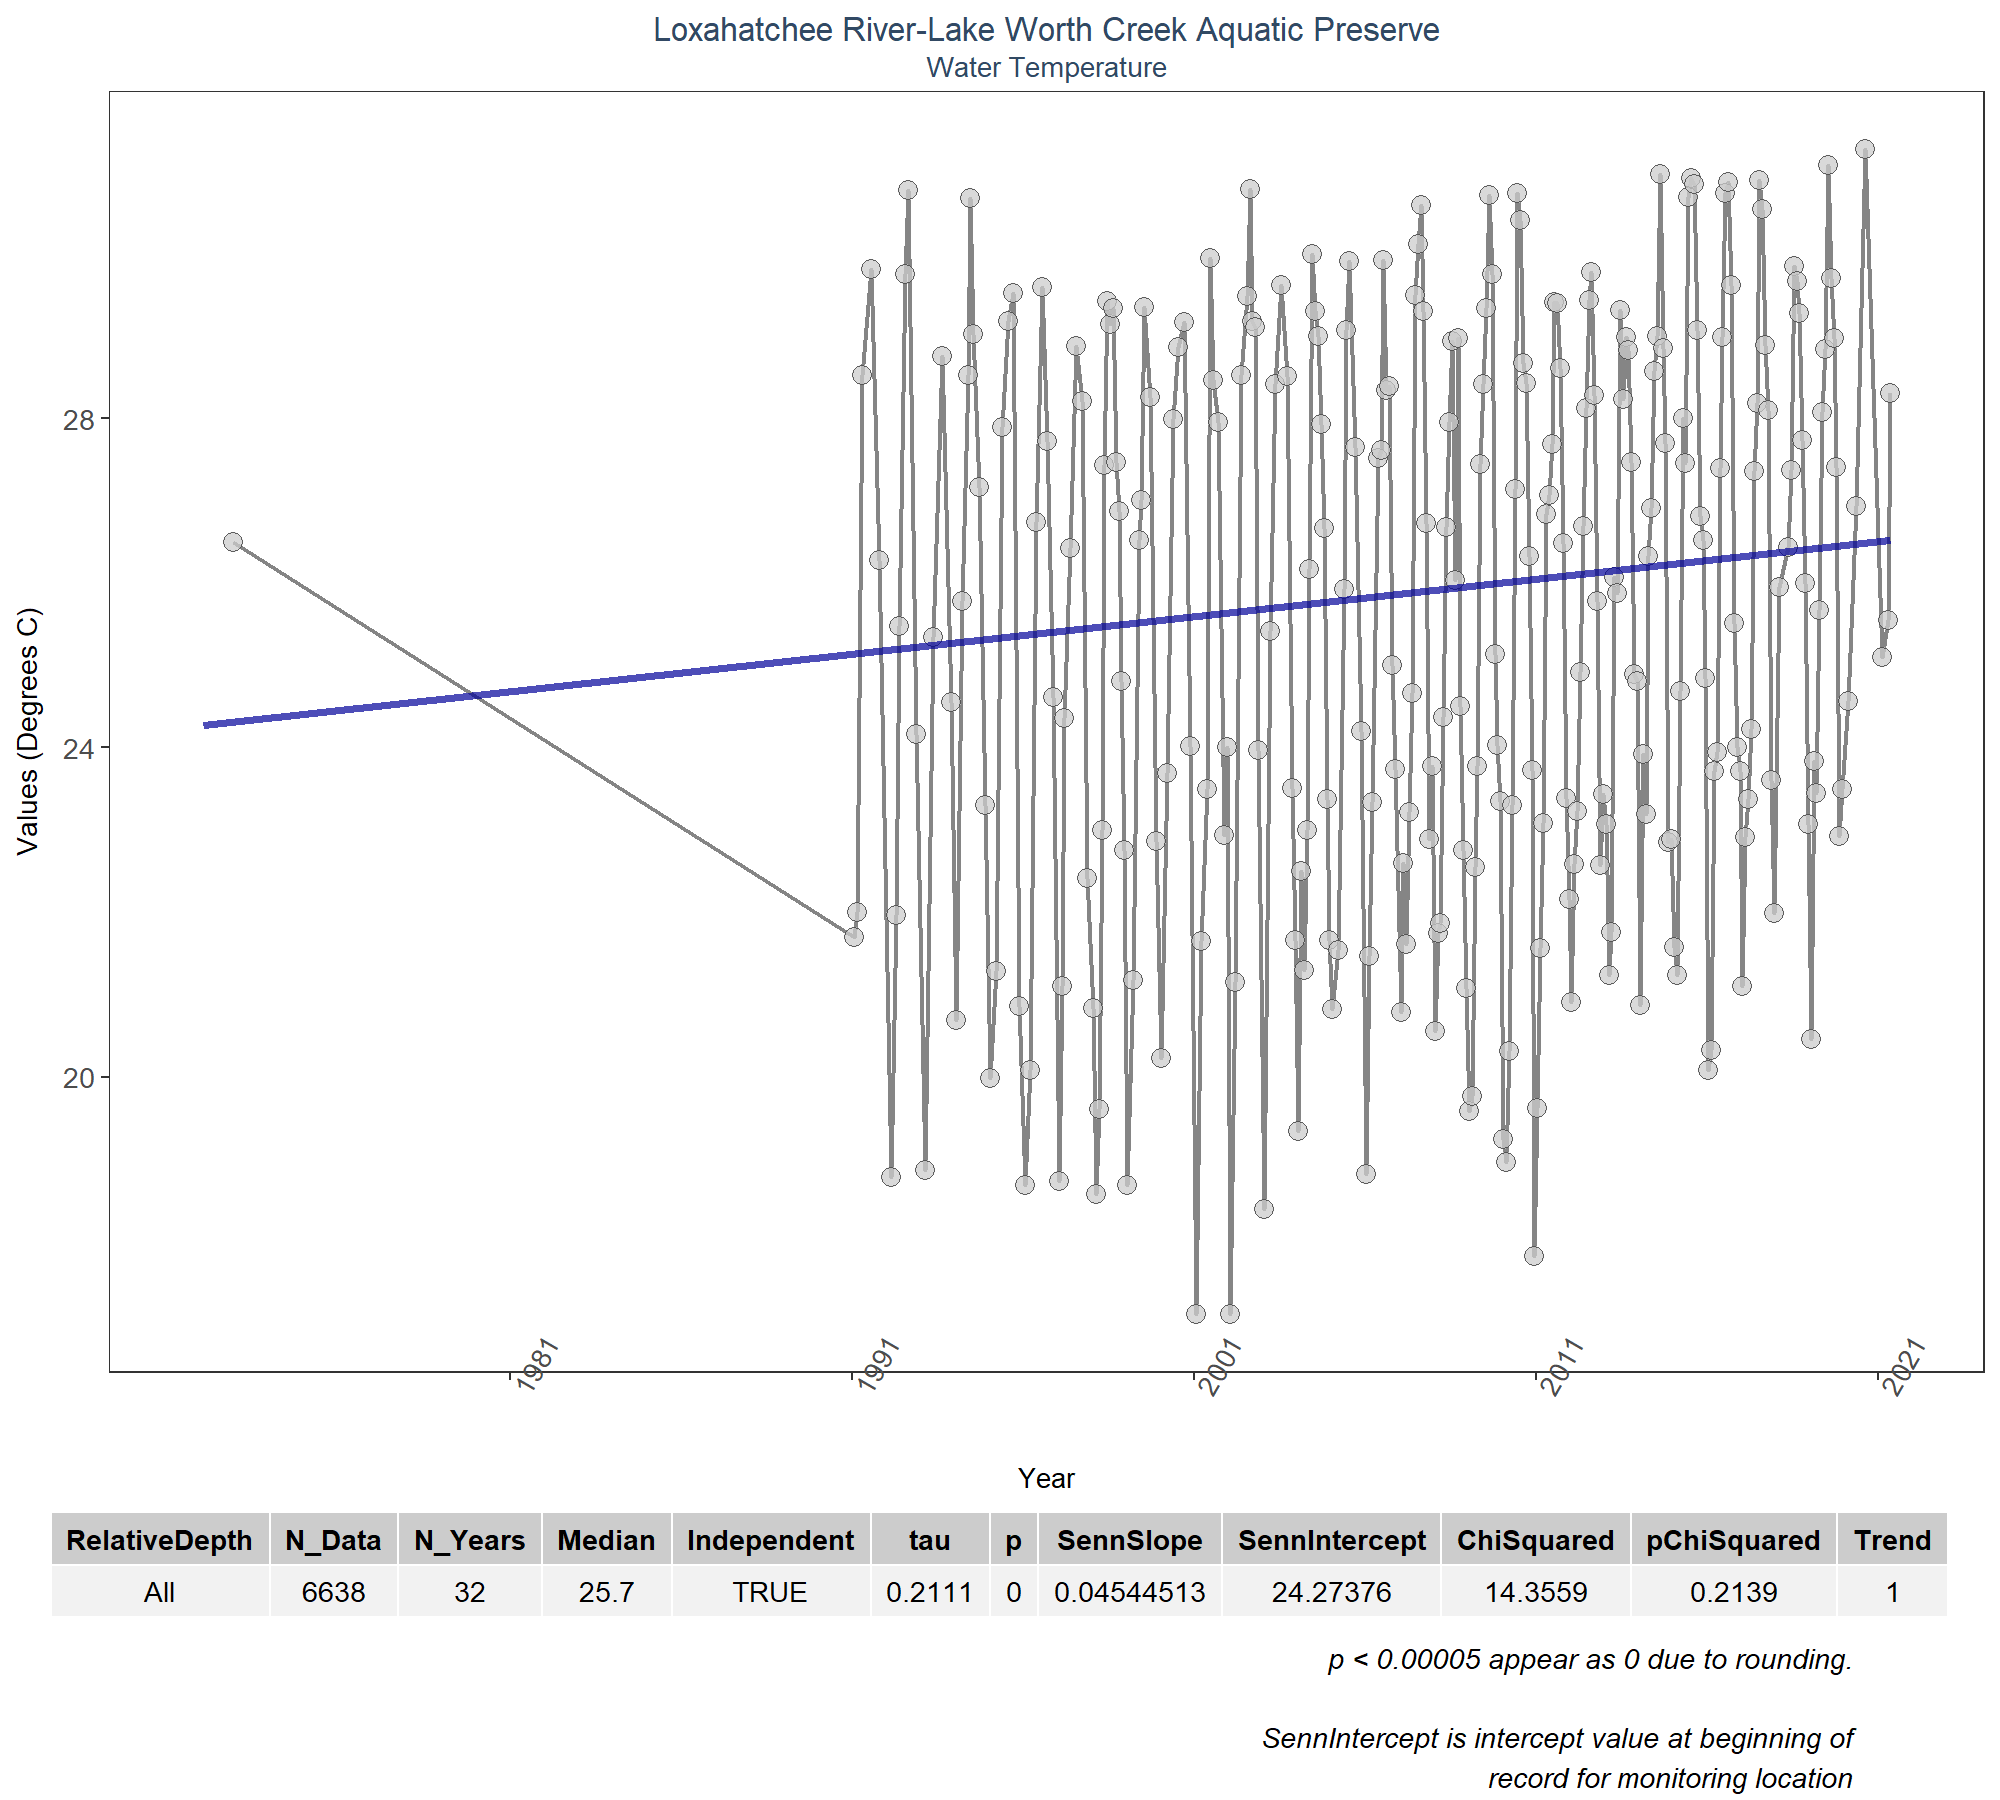 Loxahatchee River-Lake Worth Creek Aquatic Preserve
Water Temperature
Values (Degrees C)
28
24
20
1981 1991 2001 2011 2021
Year
RelativeDepth N_Data N_Years Median Independent tau p SennSlope SennIntercept ChiSquared pChiSquared Trend
All 6638 32 25.7 TRUE 0.2111 0 0.04544513 24.27376 14.3559 0.2139 1
p < 0.00005 appear as 0 due to rounding.
SennIntercept is intercept value at beginning of
record for monitoring location